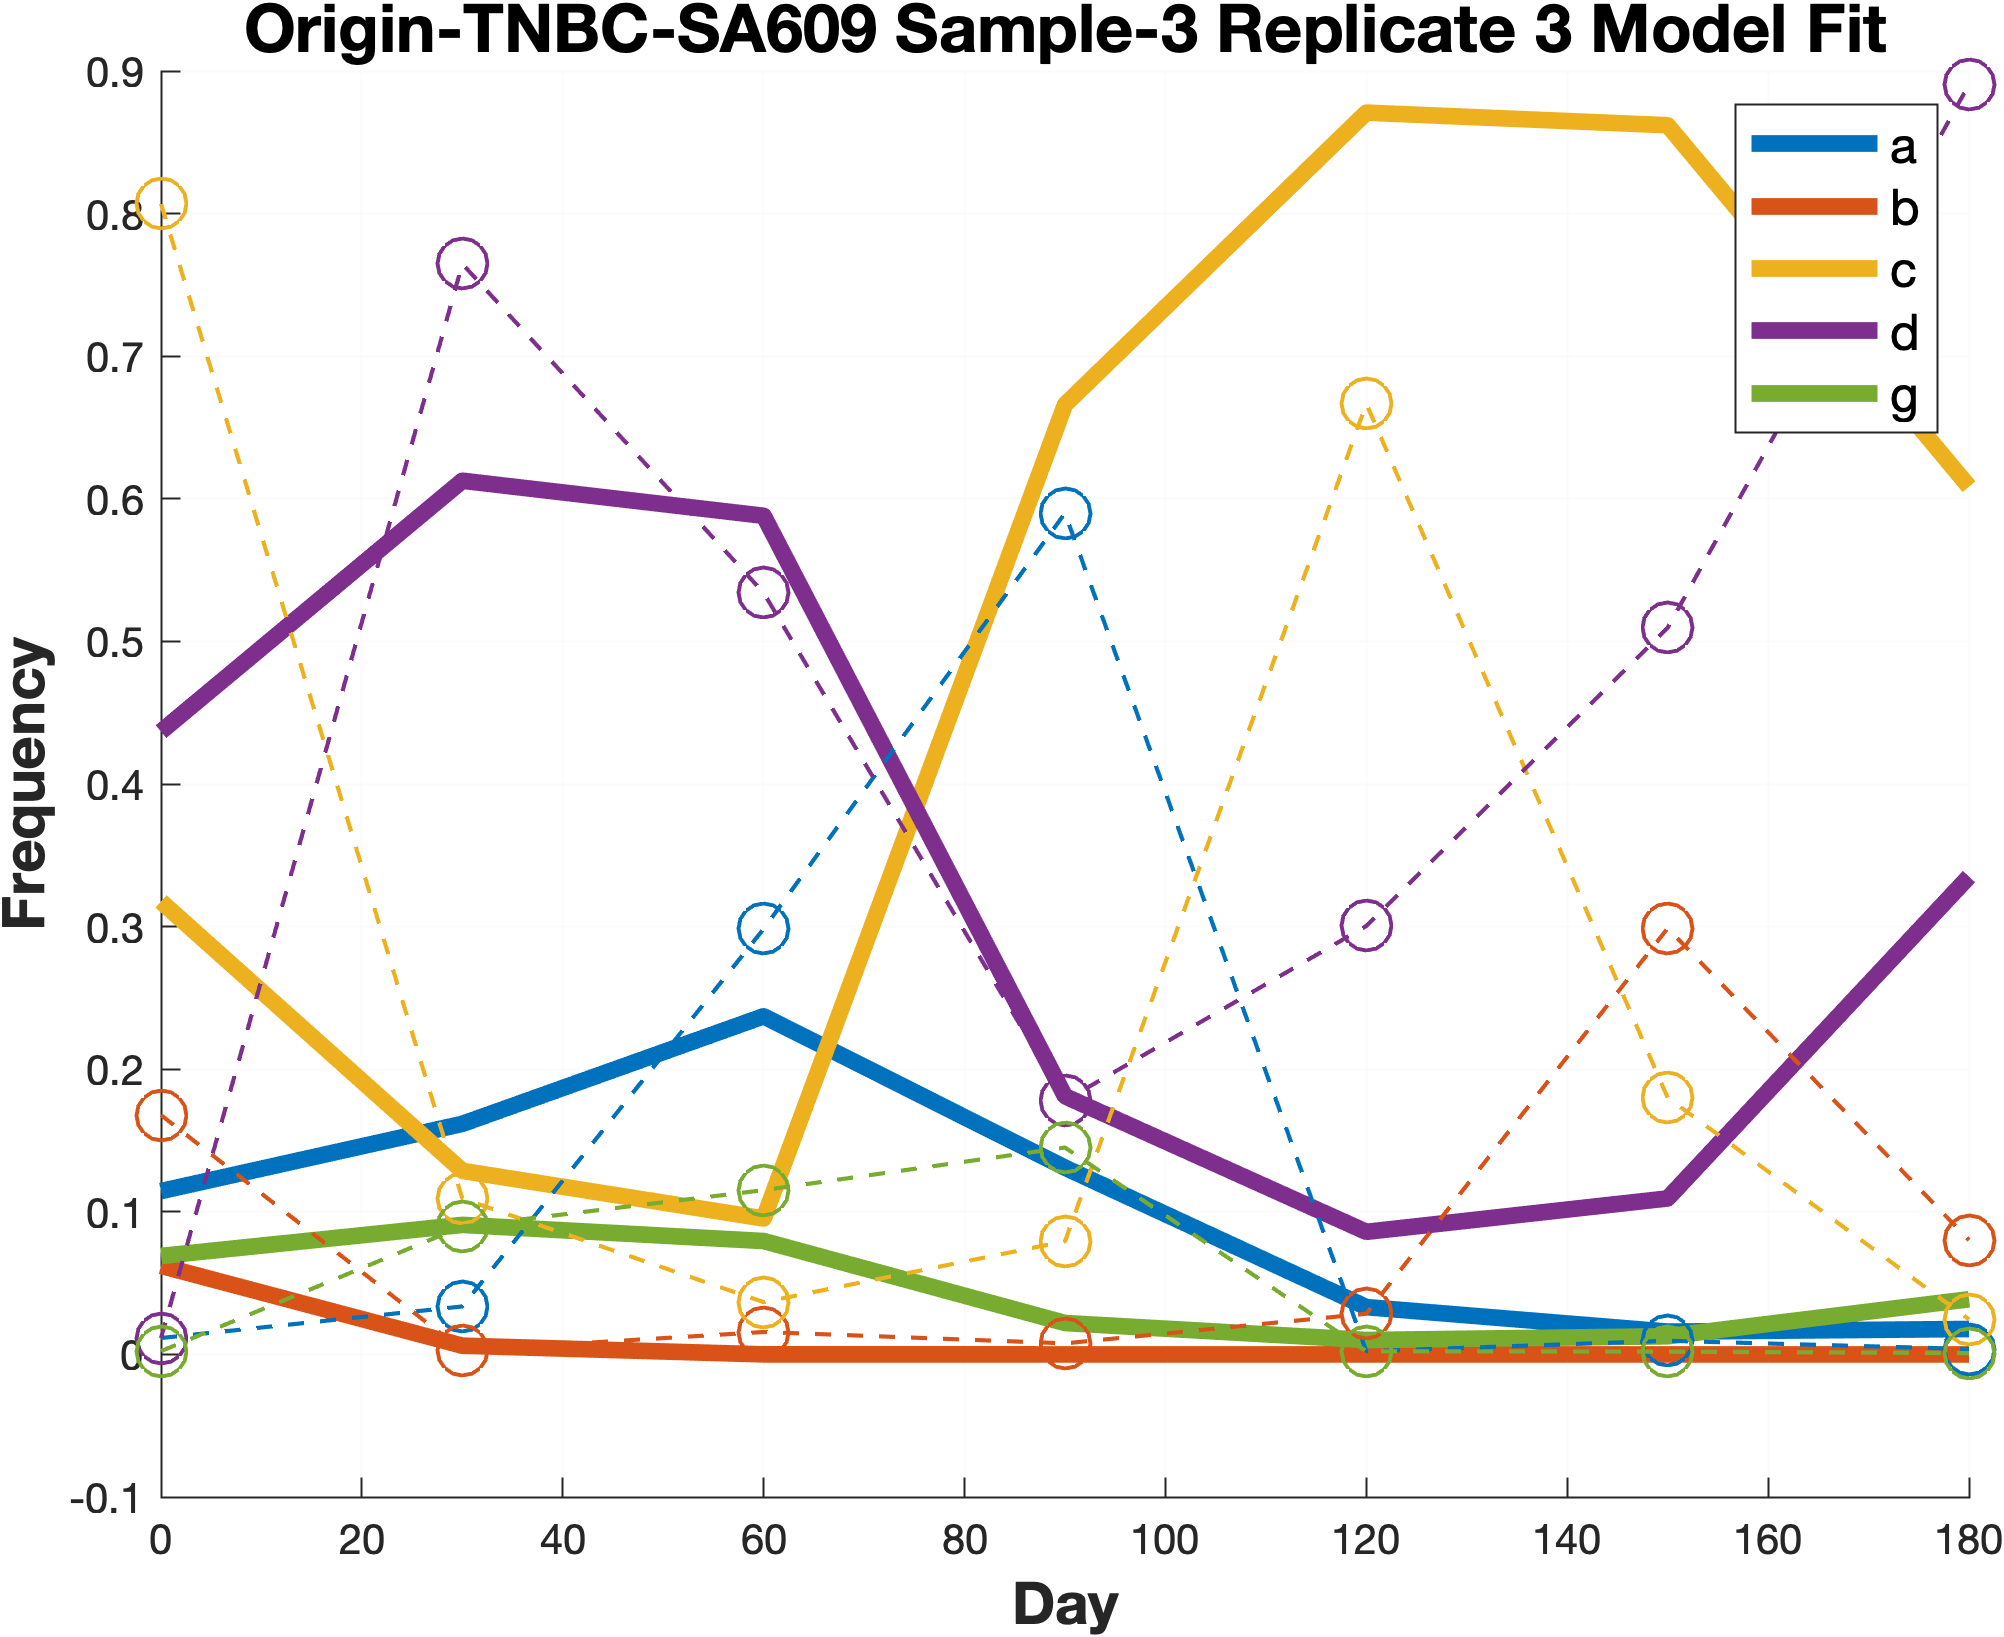 Origin-TNBC-SA609 Sample-3 Replicate 3 Model Fit
0.9
0.8
0.7
0.6
0.5
0.4
0.3
0.2
0.1
0
-0.1
Frequency
a
b
c
d
g
0 20 40 60 80 100 120 140 160 180
Day